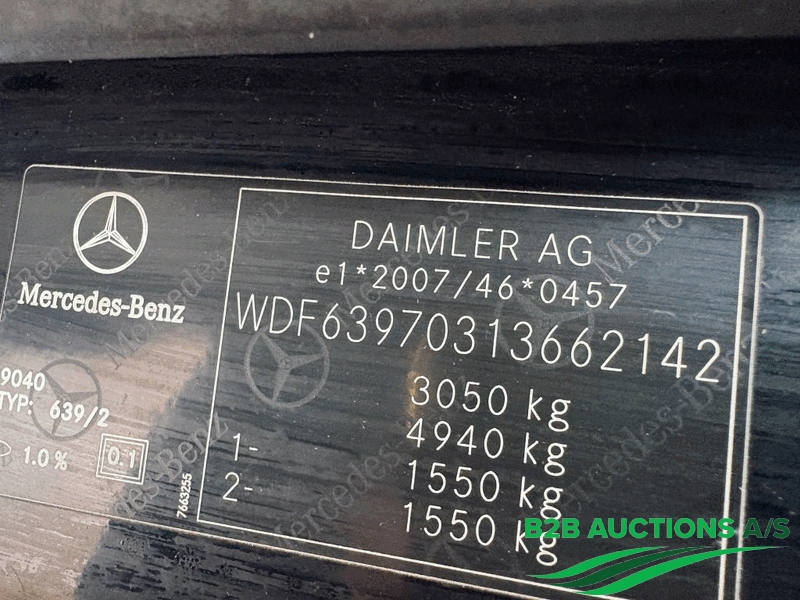 Mercedes-Benz
9040
TYP: 639/2
1.0 %
0.1
7663255
DAIMLER AG
e1*2007/46*0457
WDF63970313662142
3050 kg
4940 kg
1- 1550 kg
2- 1550 kg
B2B AUCTIONS A/S